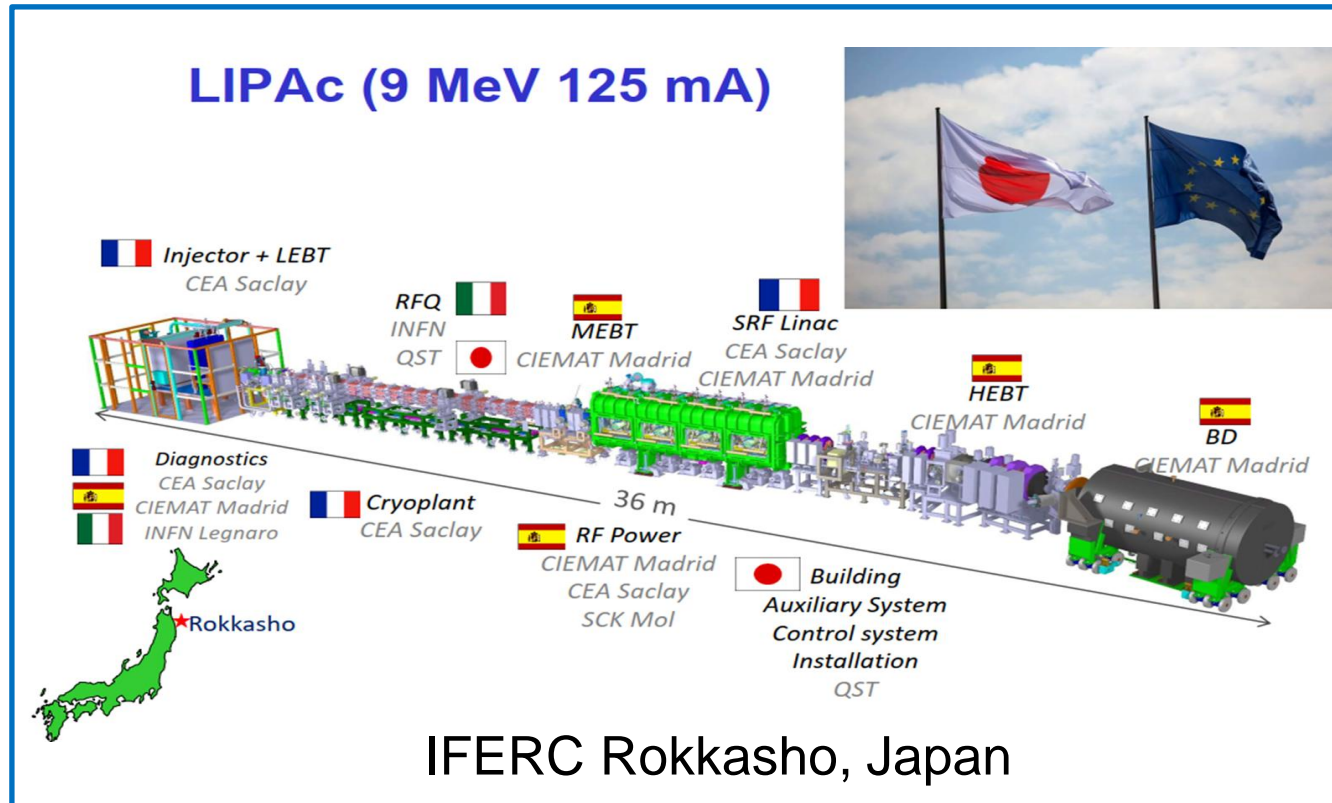 LIPAc (9 MeV 125 mA)
Injector + LEBT
CEA Saclay
RFQ
INFN
QST
MEBT
CIEMAT Madrid
SRF Linac
CEA Saclay
CIEMAT Madrid
HEBT
CIEMAT Madrid
BD
CIEMAT Madrid
Diagnostics
CEA Saclay
CIEMAT Madrid
INFN Legnaro
Cryoplant
CEA Saclay
36 m
RF Power
CIEMAT Madrid
CEA Saclay
SCK Mol
Building
Auxiliary System
Control system
Installation
QST
Rokkasho
IFERC Rokkasho, Japan